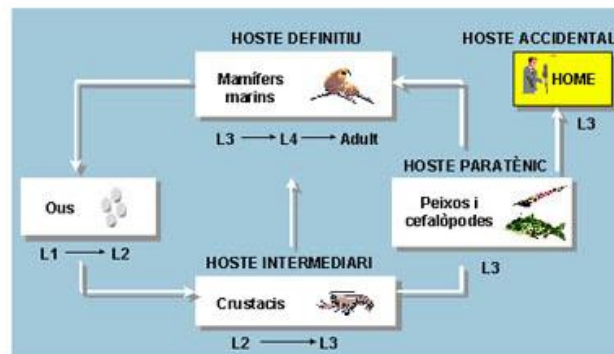 HOSTE DEFINITIU
HOSTE ACCIDENTAL
Mamífers
marins
HOME
L3 → L4 → Adult
L3
HOSTE PARATÈNIC
Ous
Peixos i
cefalòpodes
L1 → L2
HOSTE INTERMEDIARI
L3
Crustacis
L2 → L3